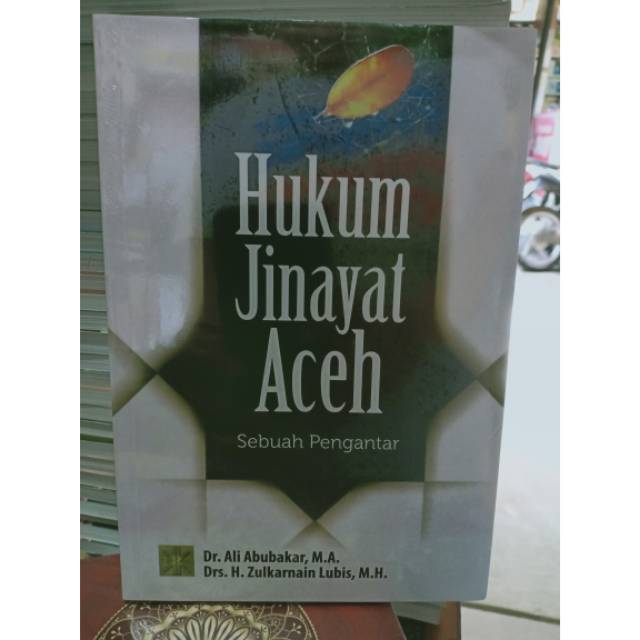 Hukum
Jinayat
Aceh
Sebuah Pengantar
Dr. Ali Abubakar, M.A.
Drs. H. Zulkarnain Lubis, M.H.